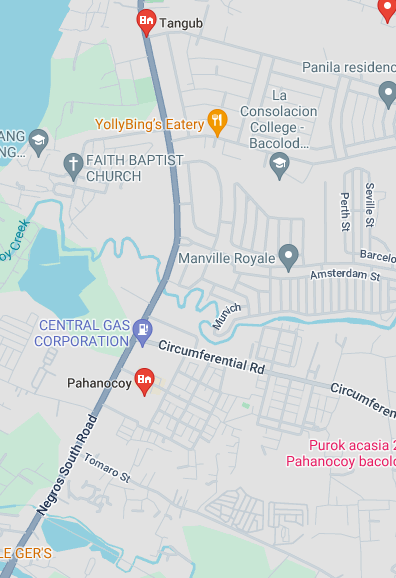 Tangub
Panila residenc
La
Consolacion
College -
Bacolod...
YollyBing's Eatery
ANG
NG...
FAITH BAPTIST
CHURCH
Perth St
Seville St
oy Creek
Manville Royale
Barcelo
Amsterdam St
Munich
CENTRAL GAS
CORPORATION
Circumferential Rd
Pahanocoy
Circumferen
Negros South Road
Purok acasia 2
Pahanocoy bacolo
Tomaro St
LE GER'S